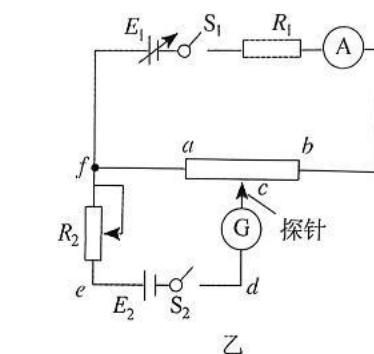 E₁ S₁ R₁ A
f a b
c
R₂ G 探针
e E₂ S₂ d
乙